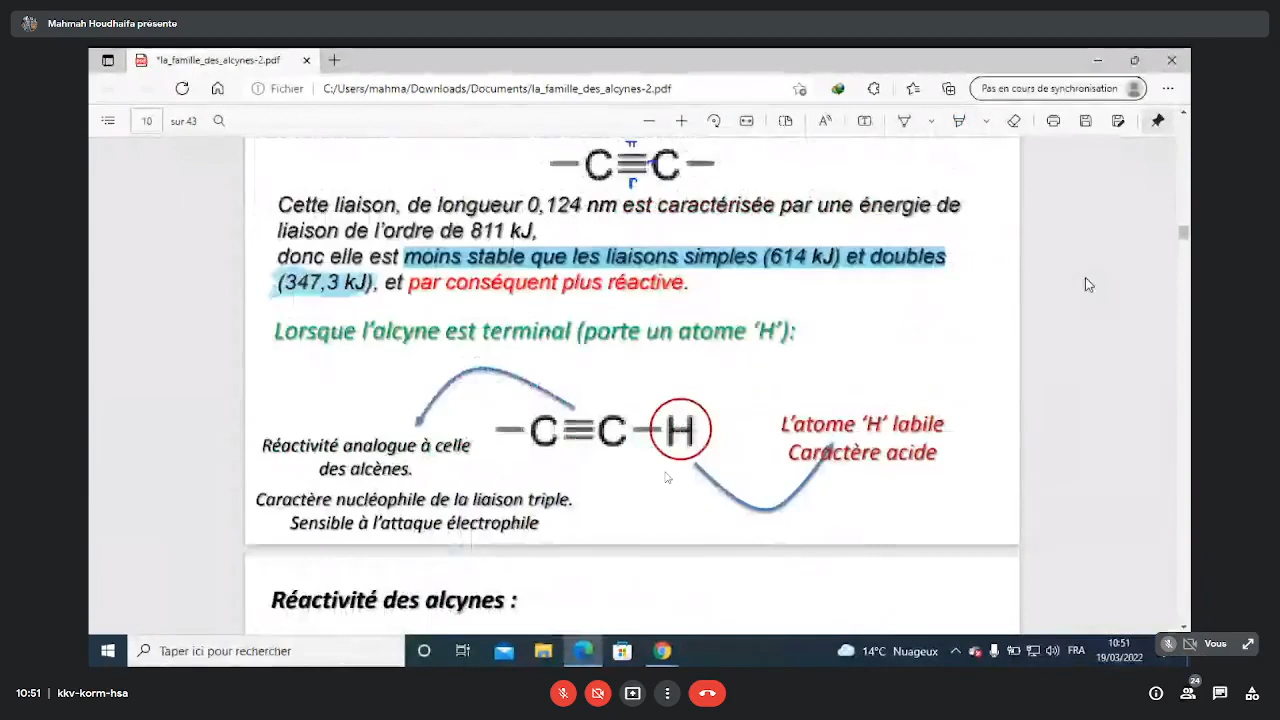 Mahmah Houdhaifa présente
*la_famille_des_alcynes-2.pdf
Fichier
C:/Users/mahma/Downloads/Documents/la_famille_des_alcynes-2.pdf
Pas en cours de synchronisation
10 sur 43
π
—C≡C—
Cette liaison, de longueur 0,124 nm est caractérisée par une énergie de
liaison de l'ordre de 811 kJ,
donc elle est moins stable que les liaisons simples (614 kJ) et doubles
(347,3 kJ), et par conséquent plus réactive.
Lorsque l'alcyne est terminal (porte un atome 'H'):
—C≡C—H
L'atome 'H' labile
Caractère acide
Réactivité analogue à celle
des alcènes.
Caractère nucléophile de la liaison triple.
Sensible à l'attaque électrophile
Réactivité des alcynes :
Taper ici pour rechercher
14°C Nuageux
FRA
10:51
19/03/2022
Vous
10:51 kkv-korm-hsa
24